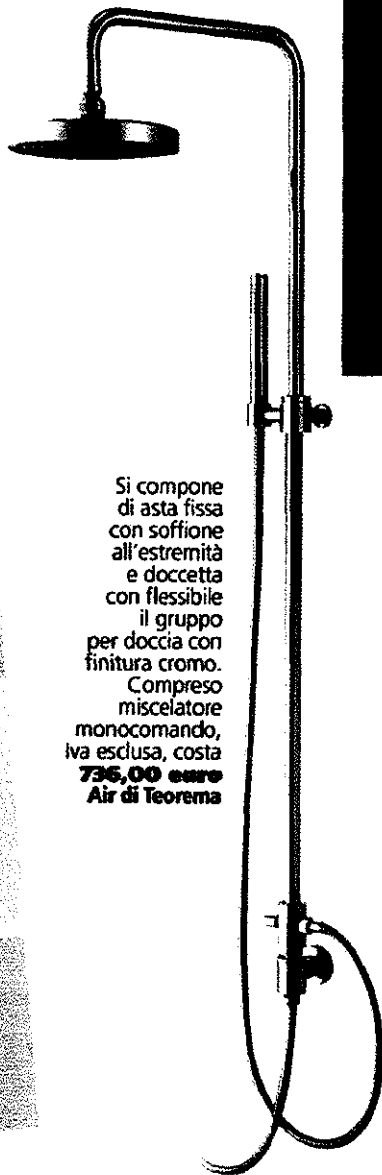 Si compone
di asta fissa
con soffione
all'estremità
e doccetta
con flessibile
il gruppo
per doccia con
finitura cromo.
Compreso
miscelatore
monocomando,
iva esclusa, costa
736,00 euro
Air di Teorema